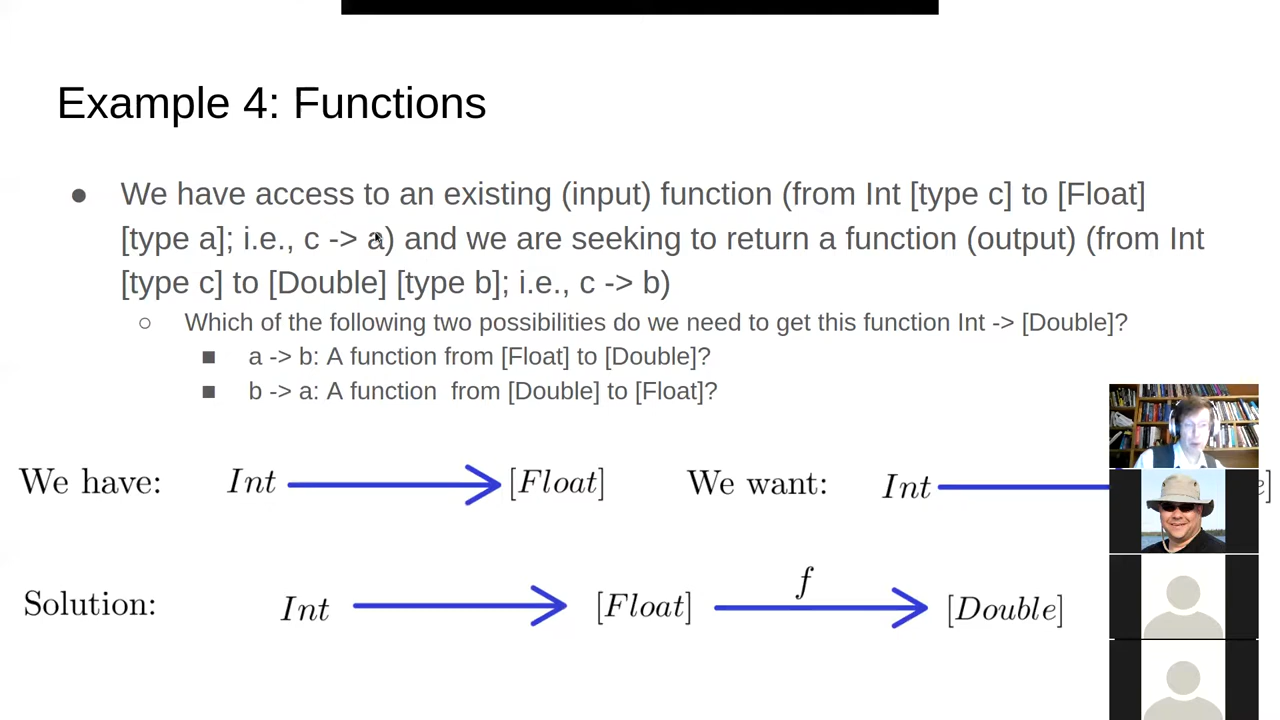 Example 4: Functions
● We have access to an existing (input) function (from Int [type c] to [Float]
[type a]; i.e., c -> a) and we are seeking to return a function (output) (from Int
[type c] to [Double] [type b]; i.e., c -> b)
○ Which of the following two possibilities do we need to get this function Int -> [Double]?
■ a -> b: A function from [Float] to [Double]?
■ b -> a: A function from [Double] to [Float]?
We have: Int [Float] We want: Int
f
Solution: Int [Float] [Double]